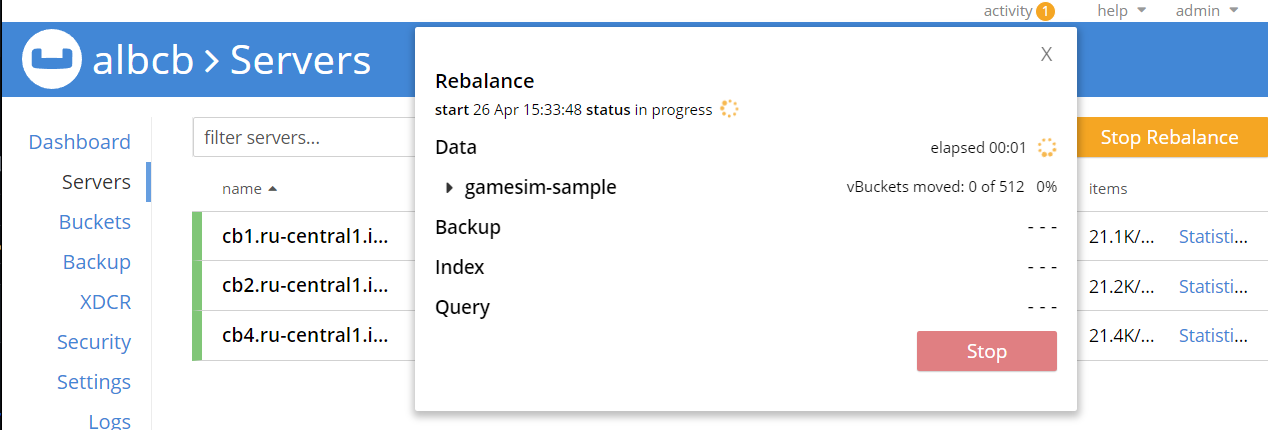 activity 1 help admin
albcb > Servers
X
Rebalance
start 26 Apr 15:33:48 status in progress
Dashboard
filter servers...
Data
elapsed 00:01
Stop Rebalance
Servers
name
gamesim-sample
vBuckets moved: 0 of 512 0%
items
Buckets
cb1.ru-central1.i...
Backup
- - -
21.1K/...
Statisti...
Backup
Index
- - -
cb2.ru-central1.i...
21.2K/...
Statisti...
XDCR
Query
- - -
Security
cb4.ru-central1.i...
21.4K/...
Statisti...
Stop
Settings
Logs